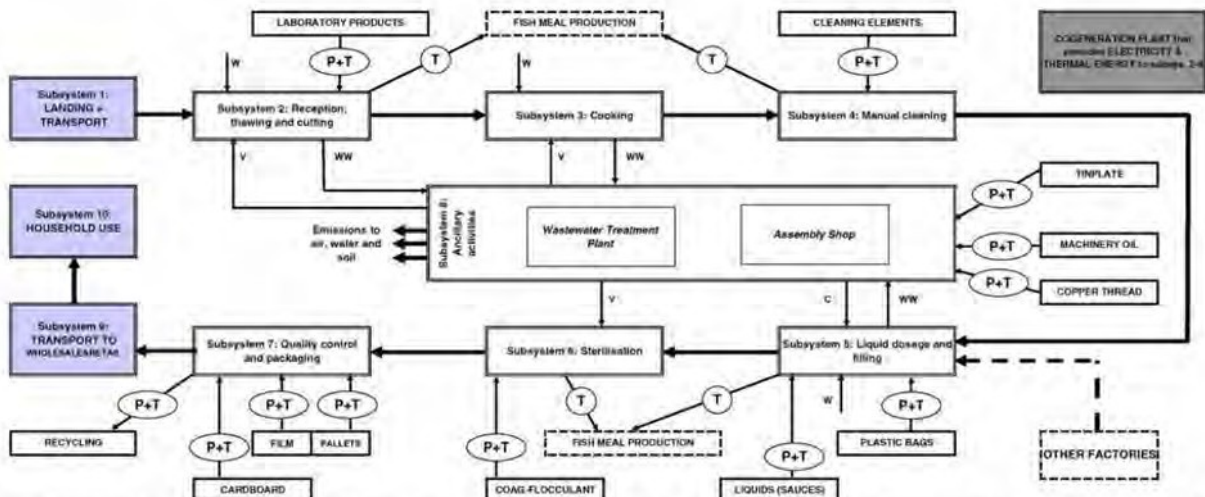 LABORATORY PRODUCTS
FISH MEAL PRODUCTION
CLEANING ELEMENTS
COGENERATION PLANT that
provides ELECTRICITY &
THERMAL ENERGY to subsys. 2-8
P+T
T
T
P+T
W
W
Subsystem 1:
LANDING +
TRANSPORT
Subsystem 2: Reception,
thawing and cutting
Subsystem 3: Cooking
Subsystem 4: Manual cleaning
V
WW
V
WW
TINPLATE
P+T
Subsystem 10:
HOUSEHOLD USE
Emissions to
air, water and
soil
Subsystem 8:
Ancillary
activities
Wastewater Treatment
Plant
Assembly Shop
P+T
MACHINERY OIL
P+T
COPPER THREAD
V
C
WW
Subsystem 9:
TRANSPORT TO
WHOLESALE&RETAIL
Subsystem 7: Quality control
and packaging
Subsystem 6: Sterilisation
Subsystem 5: Liquid dosage and
filling
P+T
P+T
P+T
T
T
W
P+T
RECYCLING
FILM
PALLETS
FISH MEAL PRODUCTION
PLASTIC BAGS
OTHER FACTORIES
P+T
P+T
P+T
CARDBOARD
COAG-FLOCCULANT
LIQUIDS (SAUCES)